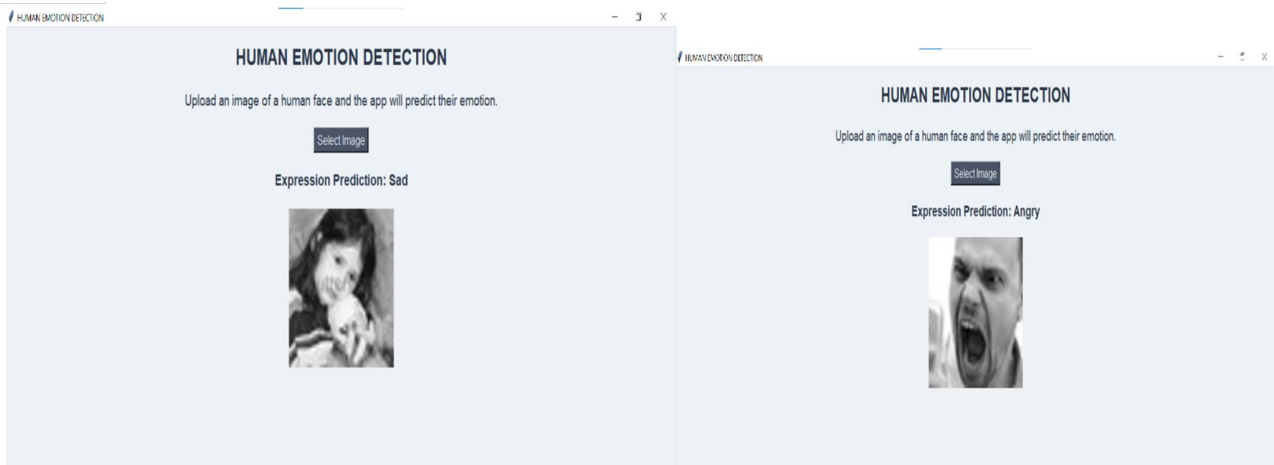 HUMAN EMOTION DETECTION
HUMAN EMOTION DETECTION
Upload an image of a human face and the app will predict their emotion.
Select Image
Expression Prediction: Sad
HUMAN EMOTION DETECTION
HUMAN EMOTION DETECTION
Upload an image of a human face and the app will predict their emotion.
Select Image
Expression Prediction: Angry